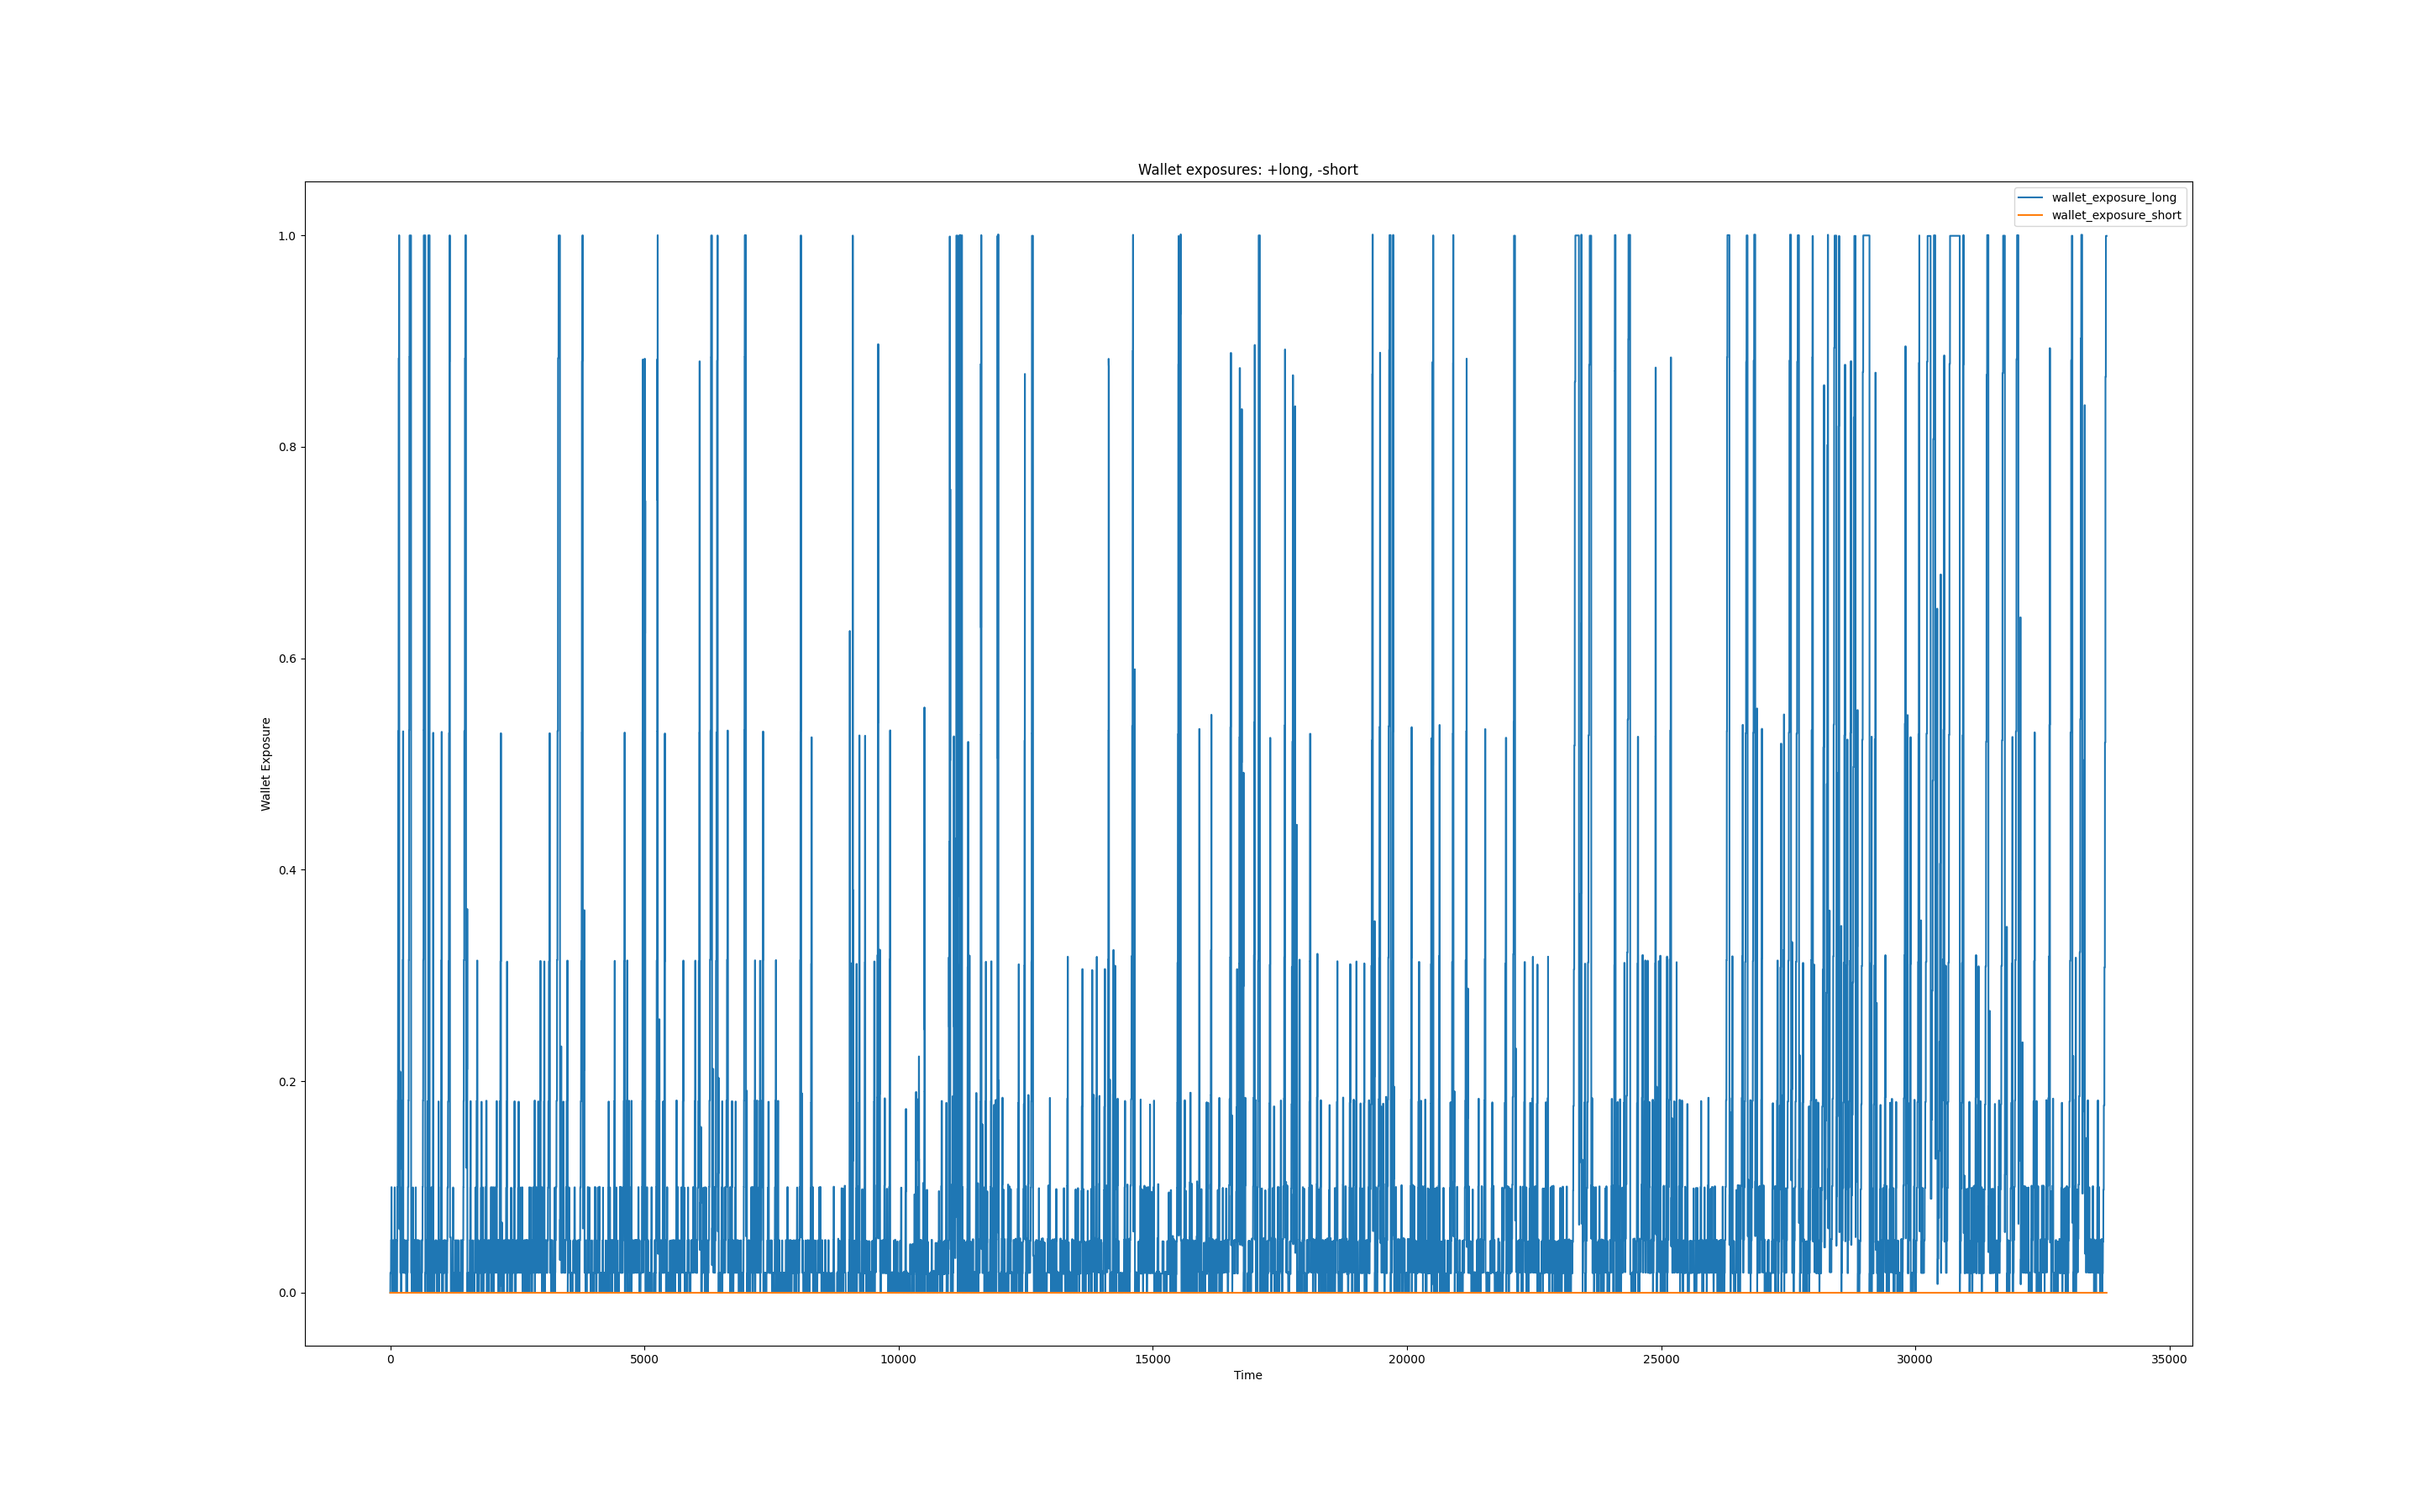 Wallet exposures: +long, -short
wallet_exposure_long
wallet_exposure_short
1.0
0.8
0.6
0.4
0.2
0.0
Wallet Exposure
0 5000 10000 15000 20000 25000 30000 35000
Time